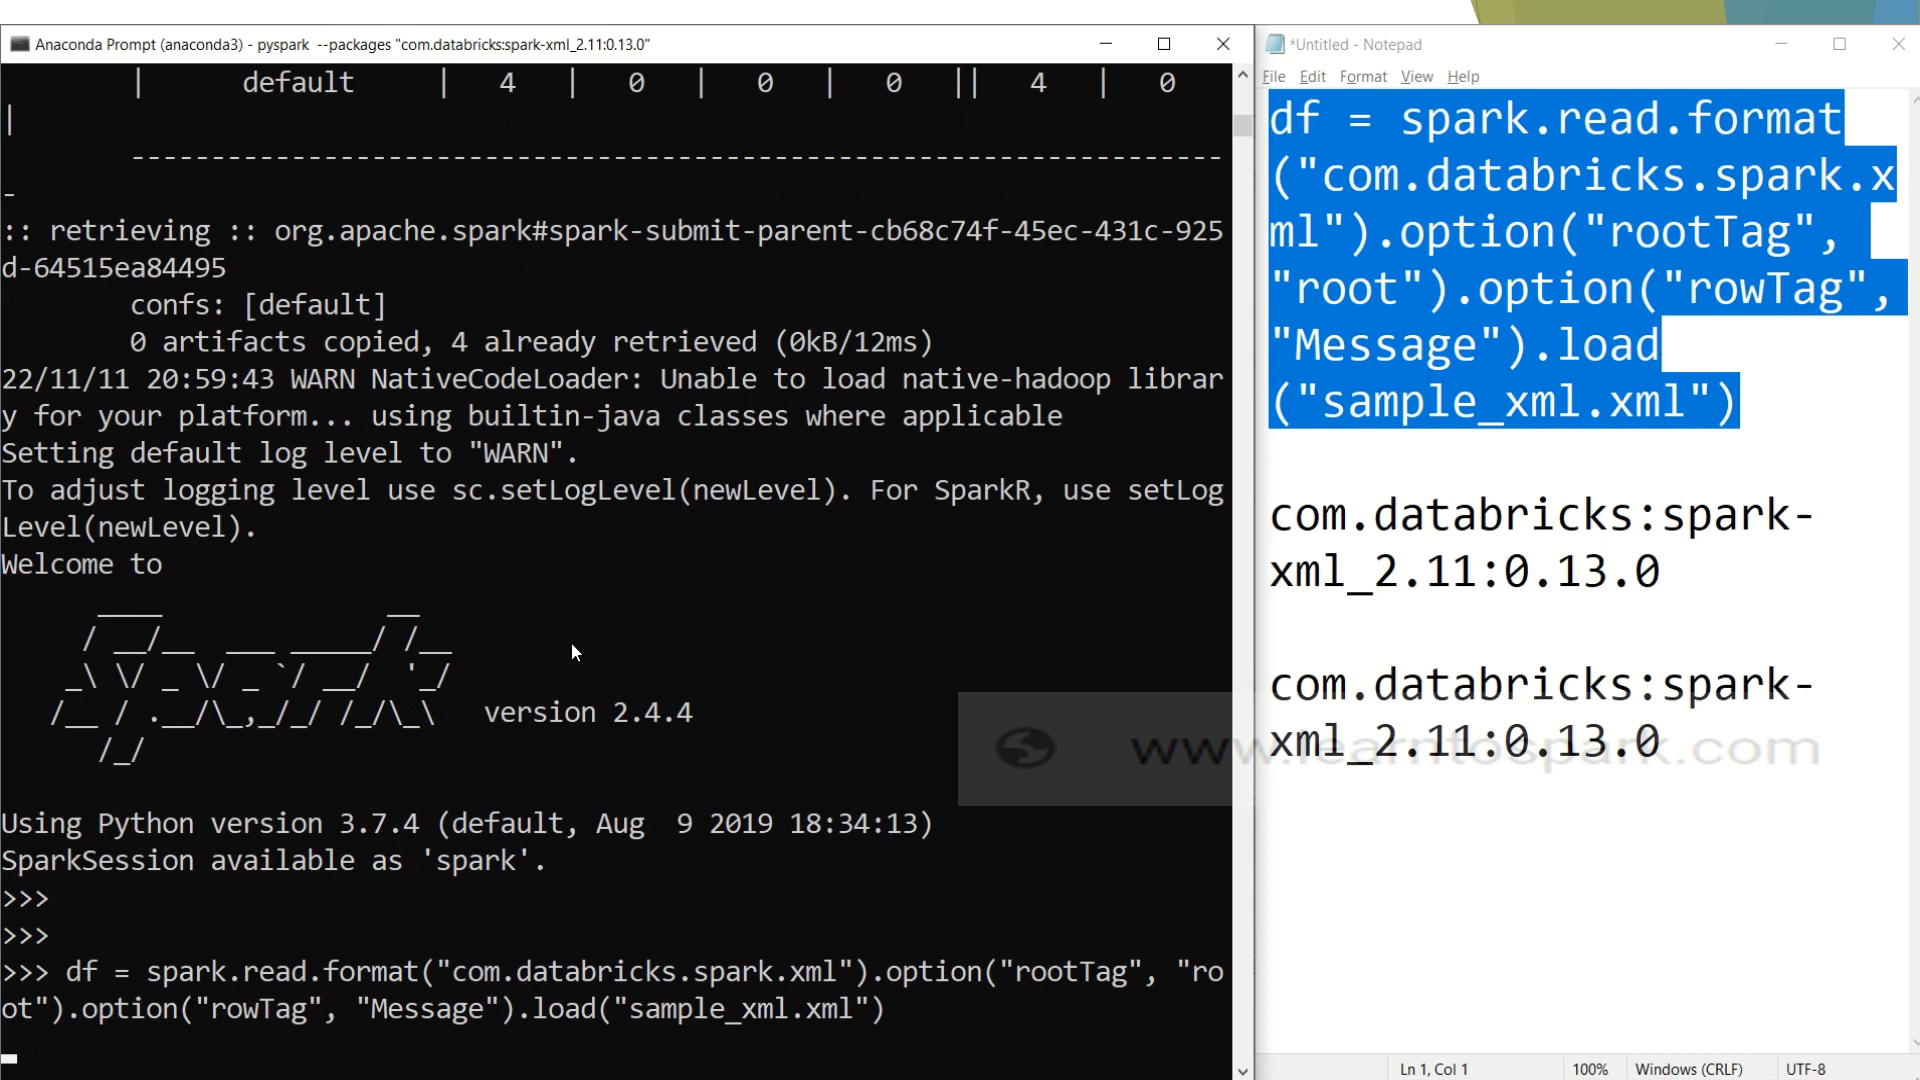 Anaconda Prompt (anaconda3) - pyspark --packages "com.databricks:spark-xml_2.11:0.13.0"
| default | 4 | 0 | 0 | 0 || 4 | 0
|
---------------------------------------------------------------------
-
:: retrieving :: org.apache.spark#spark-submit-parent-cb68c74f-45ec-431c-925
d-64515ea84495
confs: [default]
0 artifacts copied, 4 already retrieved (0kB/12ms)
22/11/11 20:59:43 WARN NativeCodeLoader: Unable to load native-hadoop librar
y for your platform... using builtin-java classes where applicable
Setting default log level to "WARN".
To adjust logging level use sc.setLogLevel(newLevel). For SparkR, use setLog
Level(newLevel).
Welcome to
Spark
version 2.4.4
Using Python version 3.7.4 (default, Aug  9 2019 18:34:13)
SparkSession available as 'spark'.
>>>
>>>
>>> df = spark.read.format("com.databricks.spark.xml").option("rootTag", "ro
ot").option("rowTag", "Message").load("sample_xml.xml")
*Untitled - Notepad
File Edit Format View Help
df = spark.read.format
("com.databricks.spark.x
ml").option("rootTag",
"root").option("rowTag",
"Message").load
("sample_xml.xml")
com.databricks:spark-
xml_2.11:0.13.0
com.databricks:spark-
xml_2.11:0.13.0
www.learntospark.com
Ln 1, Col 1 100% Windows (CRLF) UTF-8